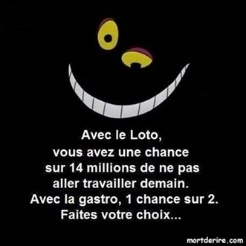 Avec le Loto,
vous avez une chance
sur 14 millions de ne pas
aller travailler demain.
Avec la gastro, 1 chance sur 2.
Faites votre choix...
mortderire.com